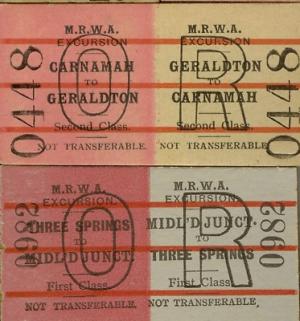 M.R.W.A. M.R.W.A.
EXCURSION EXCURSION
CARNAMAH GERALDTON
TO TO
GERALDTON CARNAMAH
Second Class. Second Class.
NOT TRANSFERABLE. NOT TRANSFERABLE.
0448 O R 0448
M.R.W.A. M.R.W.A.
EXCURSION. EXCURSION.
THREE SPRINGS MIDL'D JUNCT.
TO TO
MIDL'D JUNCT. THREE SPRINGS
First Class. First Class.
NOT TRANSFERABLE. NOT TRANSFERABLE.
0982 O R 0982